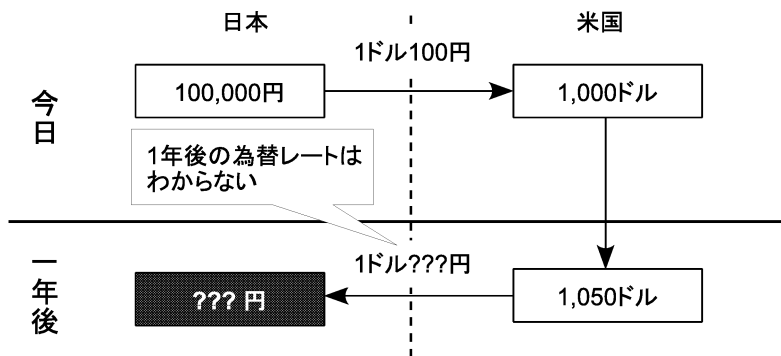 日本
米国
1ドル100円
今日
100,000円
1,000ドル
1年後の為替レートは
わからない
1ドル???円
一年後
??? 円
1,050ドル